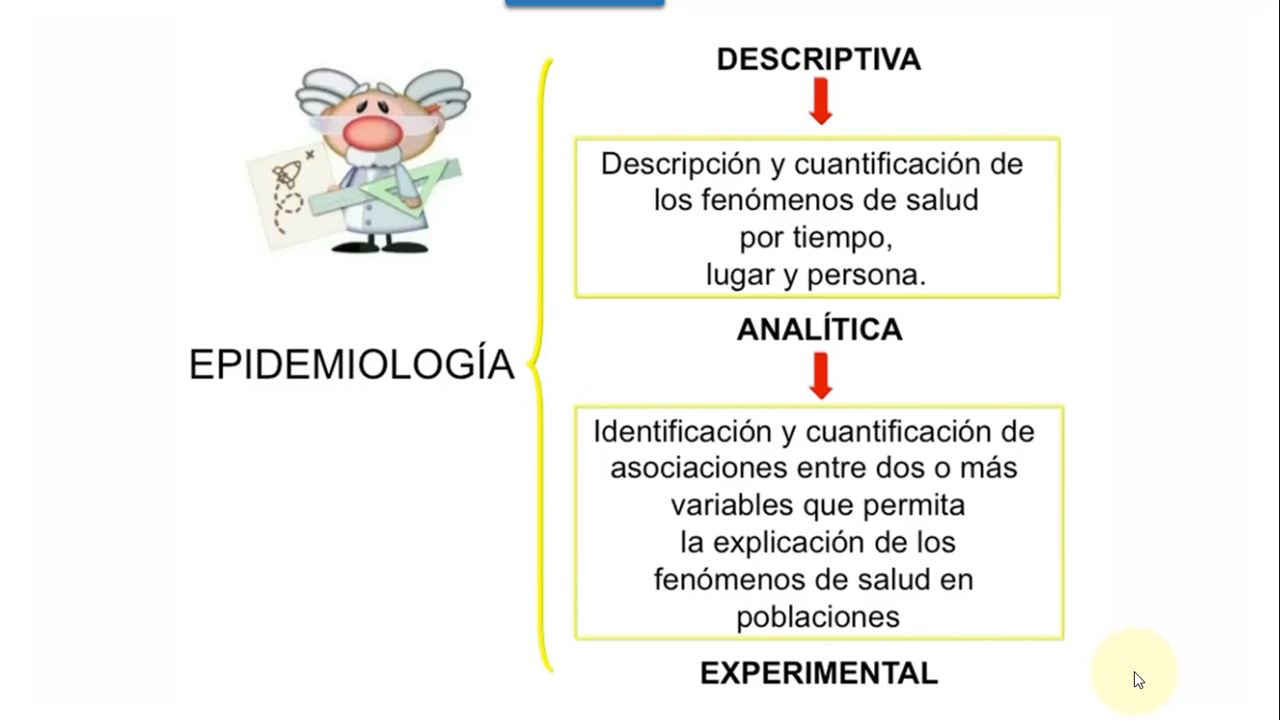 DESCRIPTIVA
Descripción y cuantificación de
los fenómenos de salud
por tiempo,
lugar y persona.
ANALÍTICA
EPIDEMIOLOGÍA
Identificación y cuantificación de
asociaciones entre dos o más
variables que permita
la explicación de los
fenómenos de salud en
poblaciones
EXPERIMENTAL